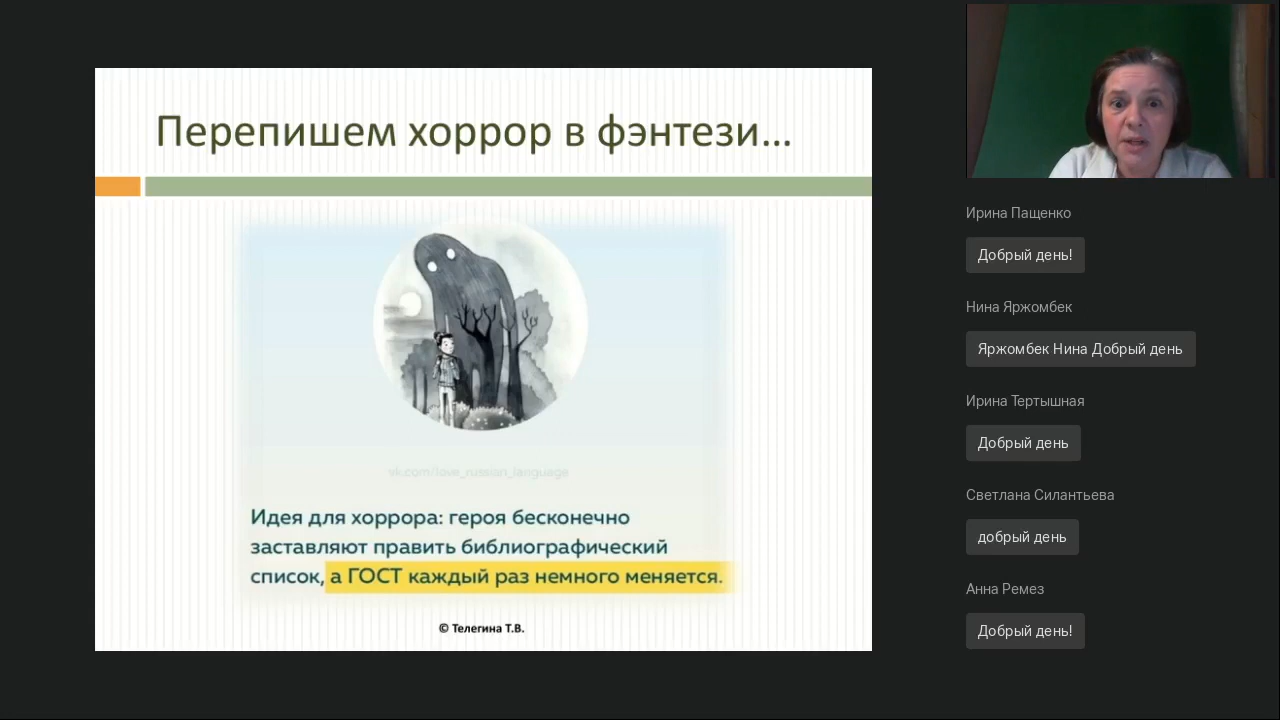 Перепишем хоррор в фэнтези...
vk.com/love_russian_language
Идея для хоррора: героя бесконечно
заставляют править библиографический
список, а ГОСТ каждый раз немного меняется.
© Телегина Т.В.
Ирина Пащенко
Добрый день!
Нина Яржомбек
Яржомбек Нина Добрый день
Ирина Тертышная
Добрый день
Светлана Силантьева
добрый день
Анна Ремез
Добрый день!